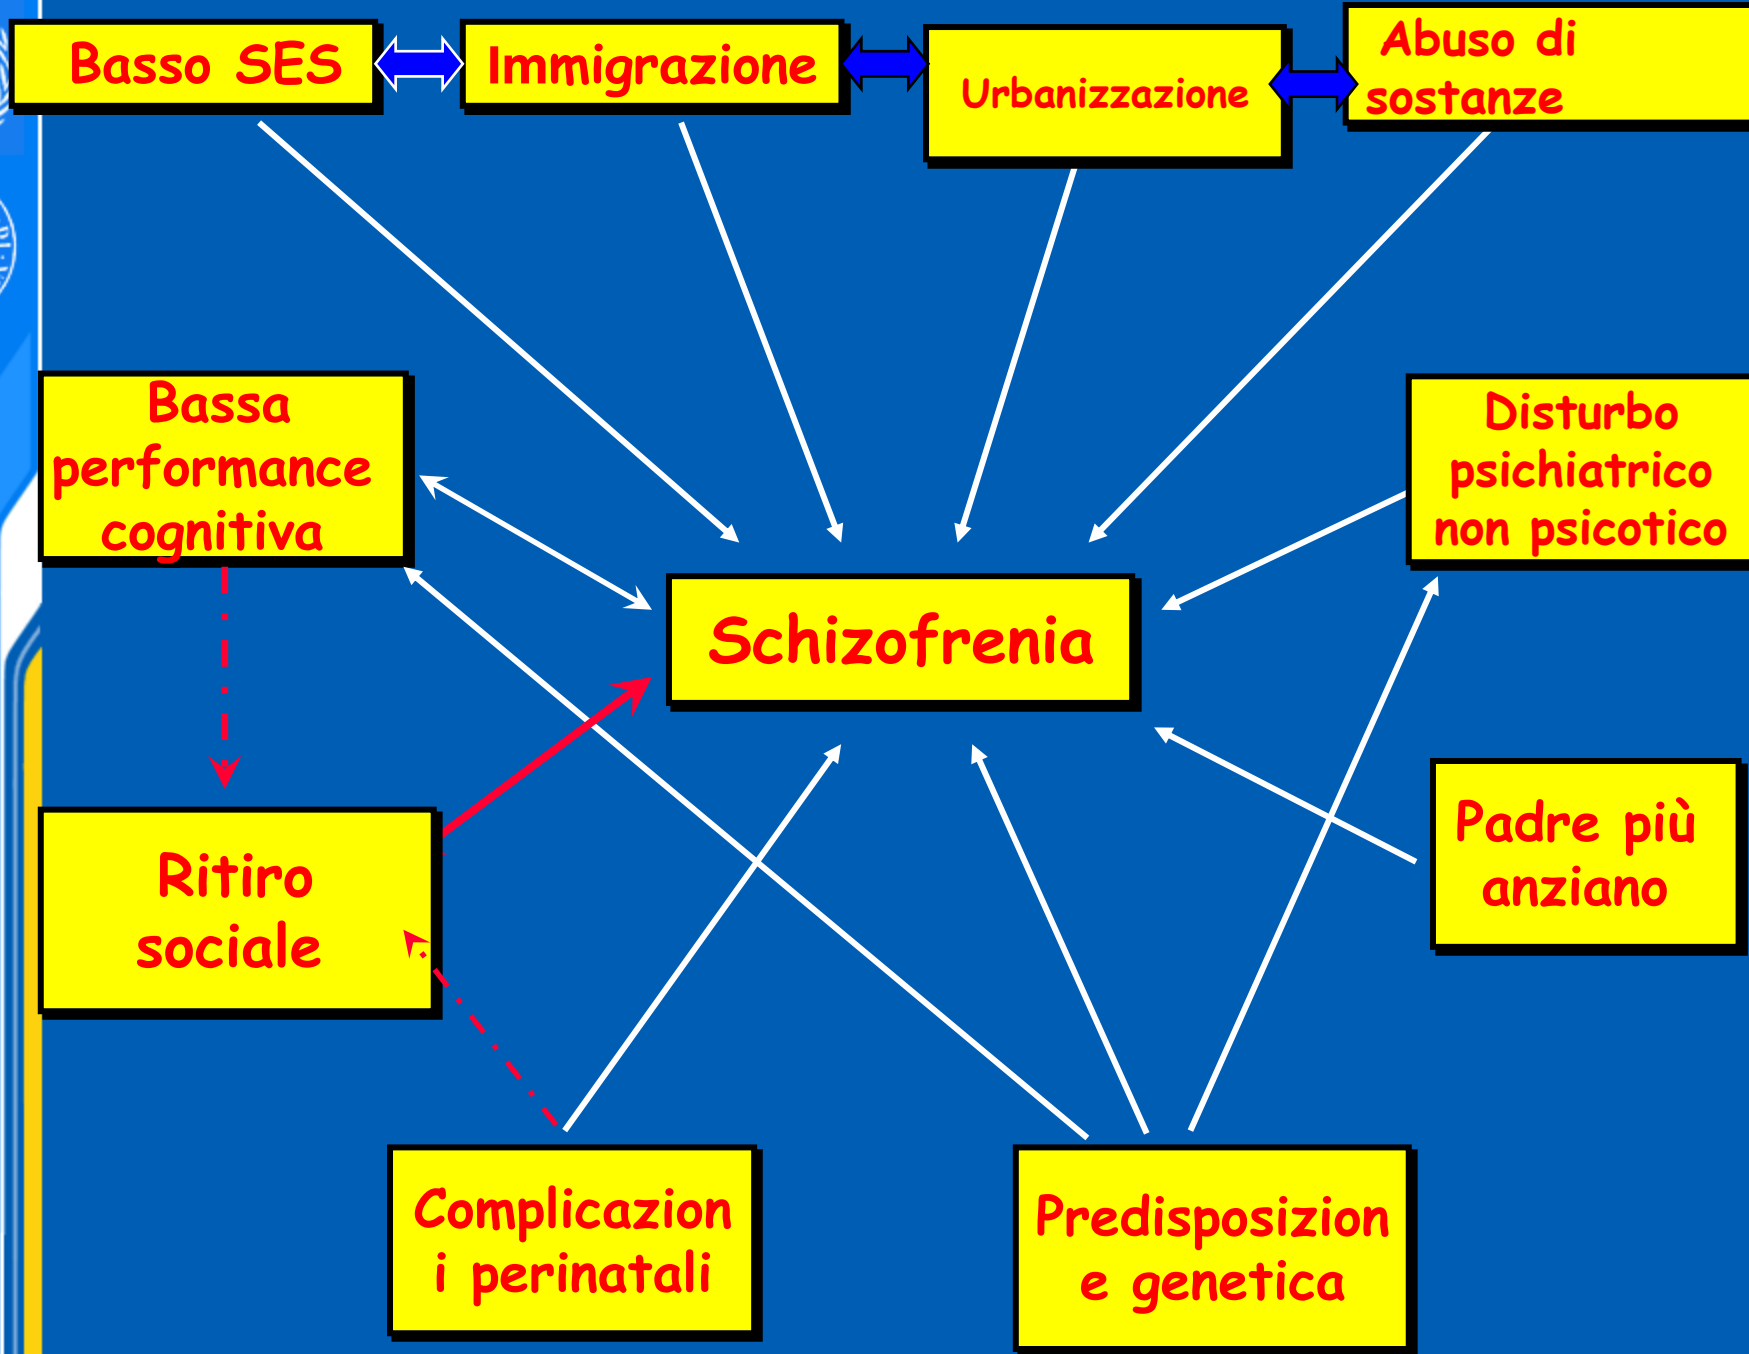 Basso SES
Immigrazione
Urbanizzazione
Abuso di
sostanze
Bassa
performance
cognitiva
Disturbo
psichiatrico
non psicotico
Schizofrenia
Padre più
anziano
Ritiro
sociale
Complicazion
i perinatali
Predisposizion
e genetica